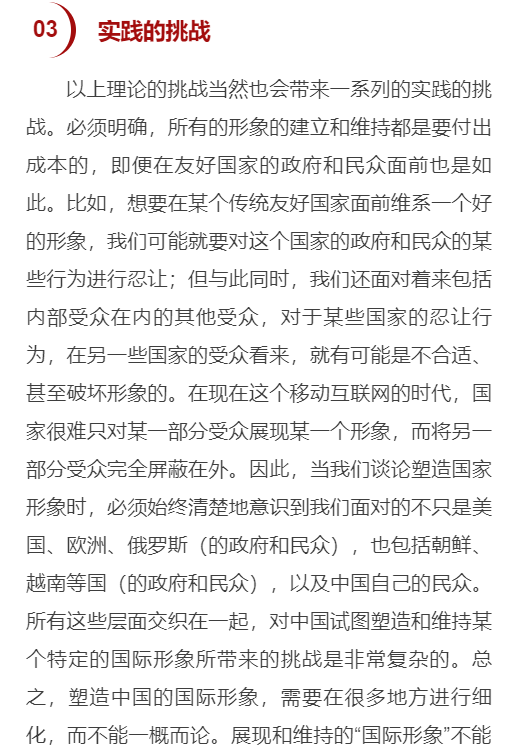 03 实践的挑战
以上理论的挑战当然也会带来一系列的实践的挑
战。必须明确，所有的形象的建立和维持都是要付出
成本的，即便在友好国家的政府和民众面前也是如
此。比如，想要在某个传统友好国家面前维系一个好
的形象，我们可能就要对这个国家的政府和民众的某
些行为进行忍让；但与此同时，我们还面对着来包括
内部受众在内的其他受众，对于某些国家的忍让行
为，在另一些国家的受众看来，就有可能是不合适、
甚至破坏形象的。在现在这个移动互联网的时代，国
家很难只对某一部分受众展现某一个形象，而将另一
部分受众完全屏蔽在外。因此，当我们谈论塑造国家
形象时，必须始终清楚地意识到我们面对的不只是美
国、欧洲、俄罗斯（的政府和民众），也包括朝鲜、
越南等国（的政府和民众），以及中国自己的民众。
所有这些层面交织在一起，对中国试图塑造和维持某
个特定的国际形象所带来的挑战是非常复杂的。总
之，塑造中国的国际形象，需要在很多地方进行细
化，而不能一概而论。展现和维持的“国际形象”不能